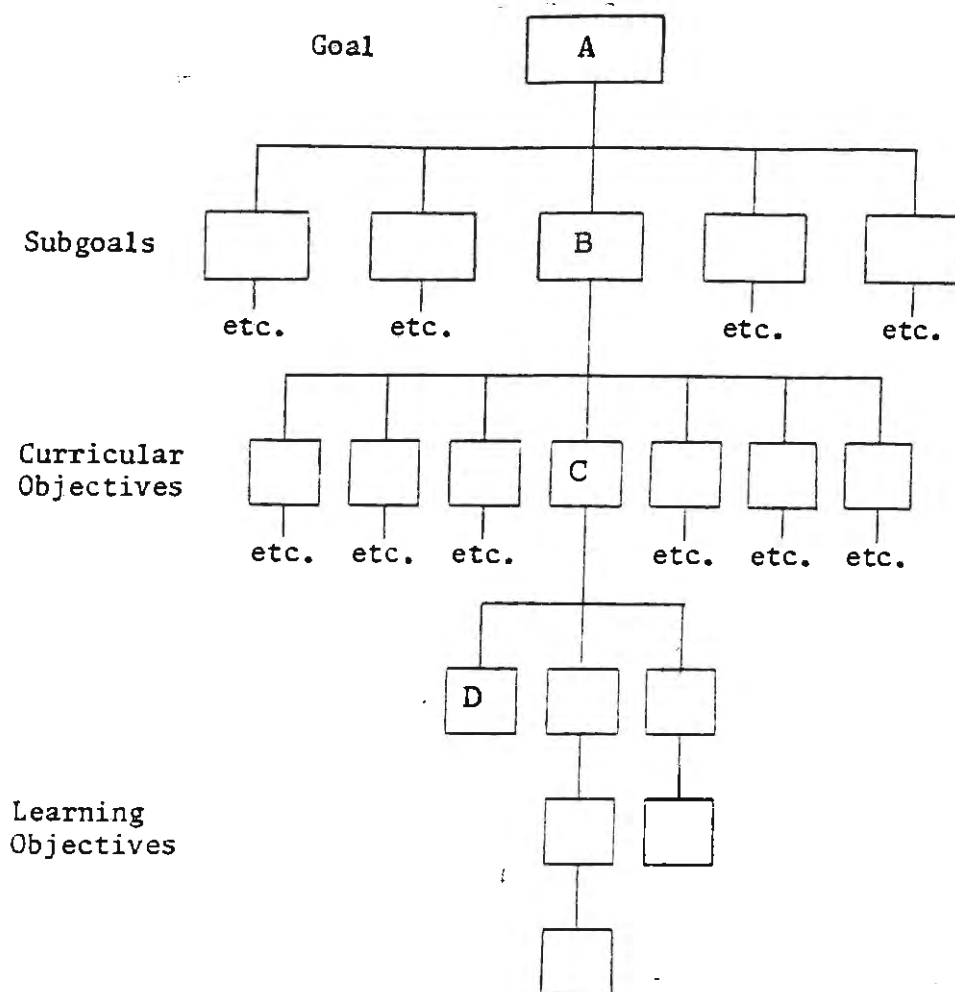 Goal A
Subgoals B
etc. etc. etc. etc.
Curricular
Objectives C
etc. etc. etc. etc. etc. etc.
D
Learning
Objectives